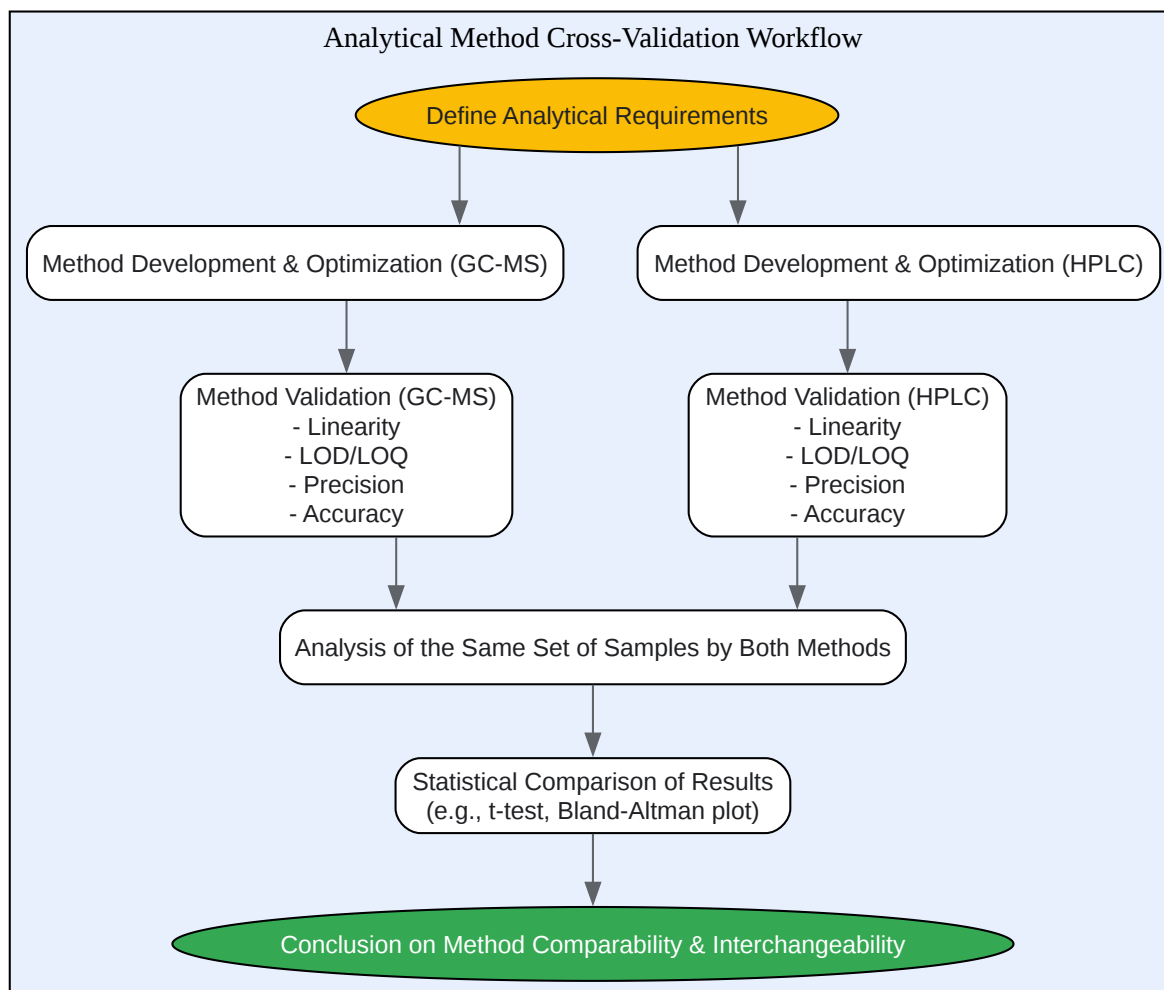 Analytical Method Cross-Validation Workflow
Define Analytical Requirements
Method Development & Optimization (GC-MS)
Method Development & Optimization (HPLC)
Method Validation (GC-MS)
- Linearity
- LOD/LOQ
- Precision
- Accuracy
Method Validation (HPLC)
- Linearity
- LOD/LOQ
- Precision
- Accuracy
Analysis of the Same Set of Samples by Both Methods
Statistical Comparison of Results
(e.g., t-test, Bland-Altman plot)
Conclusion on Method Comparability & Interchangeability